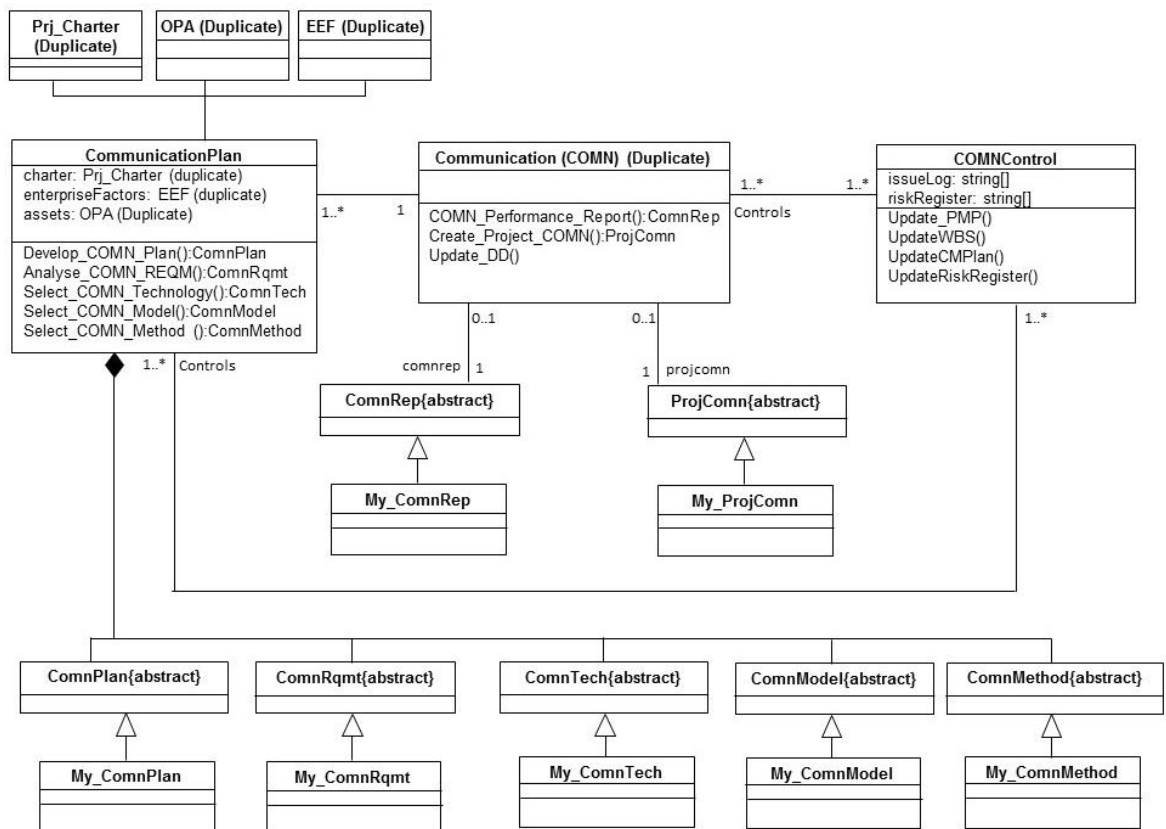 Prj_Charter
(Duplicate)
OPA (Duplicate)
EEF (Duplicate)
CommunicationPlan
charter: Prj_Charter (duplicate)
enterpriseFactors: EEF (duplicate)
assets: OPA (Duplicate)
Develop_COMN_Plan():ComnPlan
Analyse_COMN_REQM():ComnRqmt
Select_COMN_Technology():ComnTech
Select_COMN_Model():ComnModel
Select_COMN_Method ():ComnMethod
1..*
1
Communication (COMN) (Duplicate)
COMN_Performance_Report():ComnRep
Create_Project_COMN():ProjComn
Update_DD()
1..*
1..*
Controls
COMNControl
issueLog: string[]
riskRegister: string[]
Update_PMP()
UpdateWBS()
UpdateCMPlan()
UpdateRiskRegister()
0..1
0..1
1..*
1..*
Controls
comnrep
1
1
projcomn
ComnRep{abstract}
ProjComn{abstract}
My_ComnRep
My_ProjComn
ComnPlan{abstract}
ComnRqmt{abstract}
ComnTech{abstract}
ComnModel{abstract}
ComnMethod{abstract}
My_ComnPlan
My_ComnRqmt
My_ComnTech
My_ComnModel
My_ComnMethod